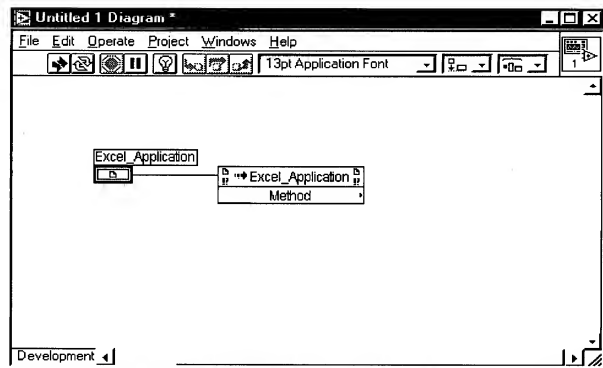 Untitled 1 Diagram *
File Edit Operate Project Windows Help
13pt Application Font
1
Excel_Application
Excel_Application
Method
Development